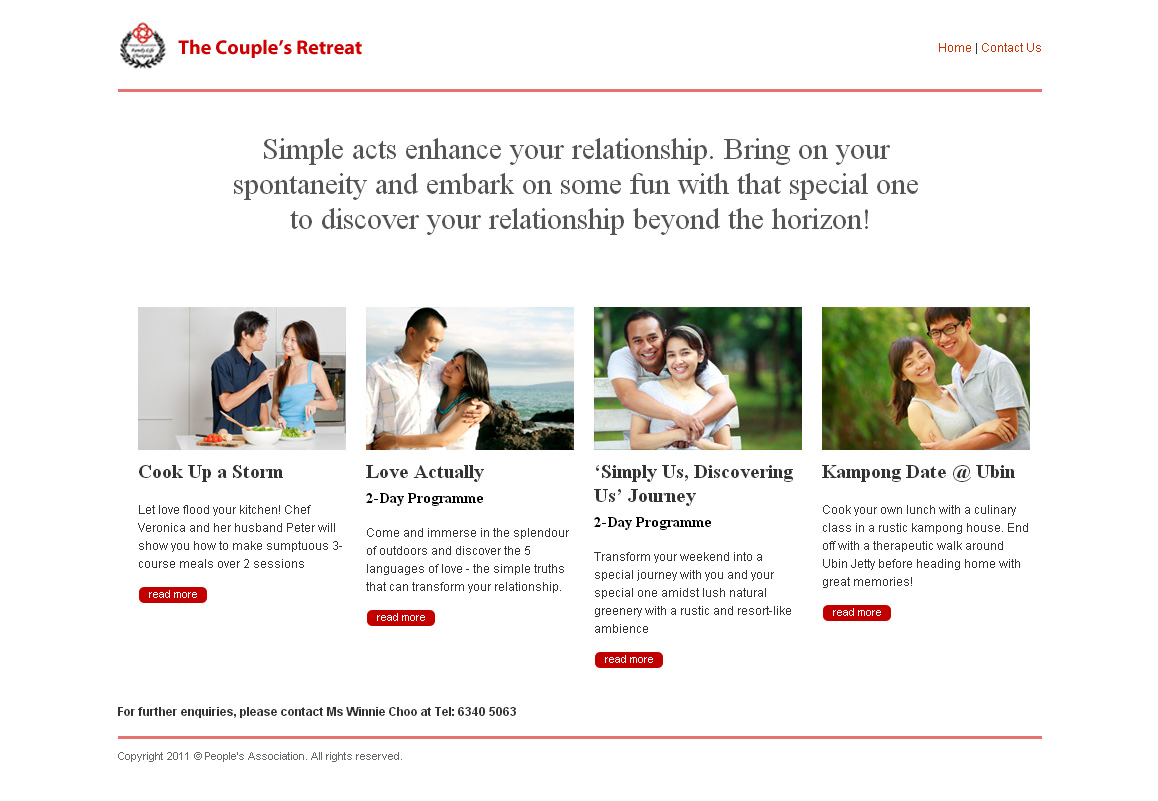 The Couple's Retreat
Home | Contact Us
Simple acts enhance your relationship. Bring on your
spontaneity and embark on some fun with that special one
to discover your relationship beyond the horizon!
Cook Up a Storm
Let love flood your kitchen! Chef
Veronica and her husband Peter will
show you how to make sumptuous 3-
course meals over 2 sessions
read more
Love Actually
2-Day Programme
Come and immerse in the splendour
of outdoors and discover the 5
languages of love - the simple truths
that can transform your relationship.
read more
‘Simply Us, Discovering
Us’ Journey
2-Day Programme
Transform your weekend into a
special journey with you and your
special one amidst lush natural
greenery with a rustic and resort-like
ambience
read more
Kampong Date @ Ubin
Cook your own lunch with a culinary
class in a rustic kampong house. End
off with a therapeutic walk around
Ubin Jetty before heading home with
great memories!
read more
For further enquiries, please contact Ms Winnie Choo at Tel: 6340 5063
Copyright 2011 © People's Association. All rights reserved.